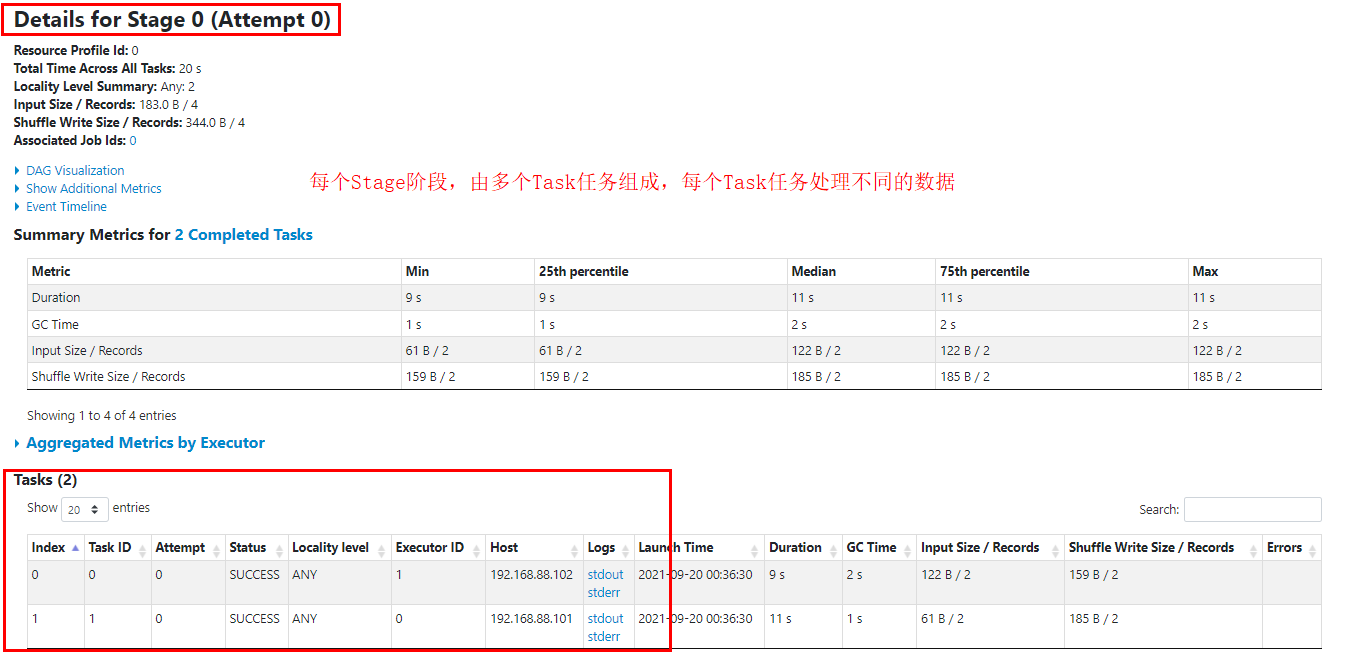 Details for Stage 0 (Attempt 0)
Resource Profile Id: 0
Total Time Across All Tasks: 20 s
Locality Level Summary: Any: 2
Input Size / Records: 183.0 B / 4
Shuffle Write Size / Records: 344.0 B / 4
Associated Job Ids: 0
DAG Visualization
Show Additional Metrics
Event Timeline
每个Stage阶段，由多个Task任务组成，每个Task任务处理不同的数据
Summary Metrics for 2 Completed Tasks
Metric Min 25th percentile Median 75th percentile Max
Duration 9 s 9 s 11 s 11 s 11 s
GC Time 1 s 1 s 2 s 2 s 2 s
Input Size / Records 61 B / 2 61 B / 2 122 B / 2 122 B / 2 122 B / 2
Shuffle Write Size / Records 159 B / 2 159 B / 2 185 B / 2 185 B / 2 185 B / 2
Showing 1 to 4 of 4 entries
Aggregated Metrics by Executor
Tasks (2)
Show 20 entries Search:
Index Task ID Attempt Status Locality level Executor ID Host Logs Launch Time Duration GC Time Input Size / Records Shuffle Write Size / Records Errors
0 0 0 SUCCESS ANY 1 192.168.88.102 stdout 2021-09-20 00:36:30 9 s 2 s 122 B / 2 159 B / 2
stderr
1 1 0 SUCCESS ANY 0 192.168.88.101 stdout 2021-09-20 00:36:30 11 s 1 s 61 B / 2 185 B / 2
stderr